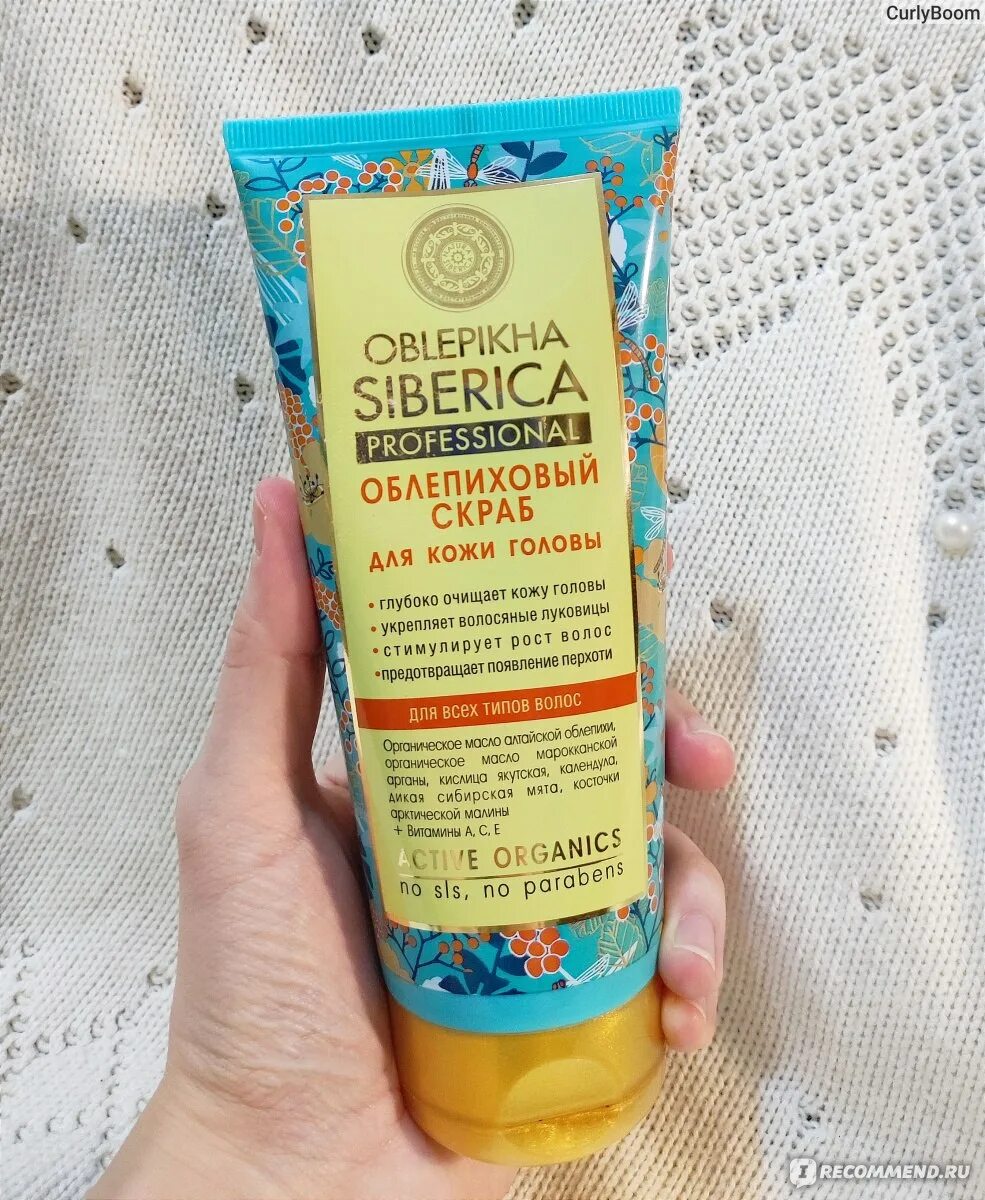 CurlyBoom
OBLEPIKHA
SIBERICA
PROFESSIONAL
ОБЛЕПИХОВЫЙ
СКРАБ
ДЛЯ КОЖИ ГОЛОВЫ
• глубоко очищает кожу головы
• укрепляет волосяные луковицы
• стимулирует рост волос
• предотвращает появление перхоти
ДЛЯ ВСЕХ ТИПОВ ВОЛОС
Органическое масло алтайской облепихи,
органическое масло марокканской
арганы, кислица якутская, календула,
дикая сибирская мята, косточки
арктической малины
+ Витамины А, С, Е
ACTIVE ORGANICS
no sls, no parabens
IRECOMMEND.RU